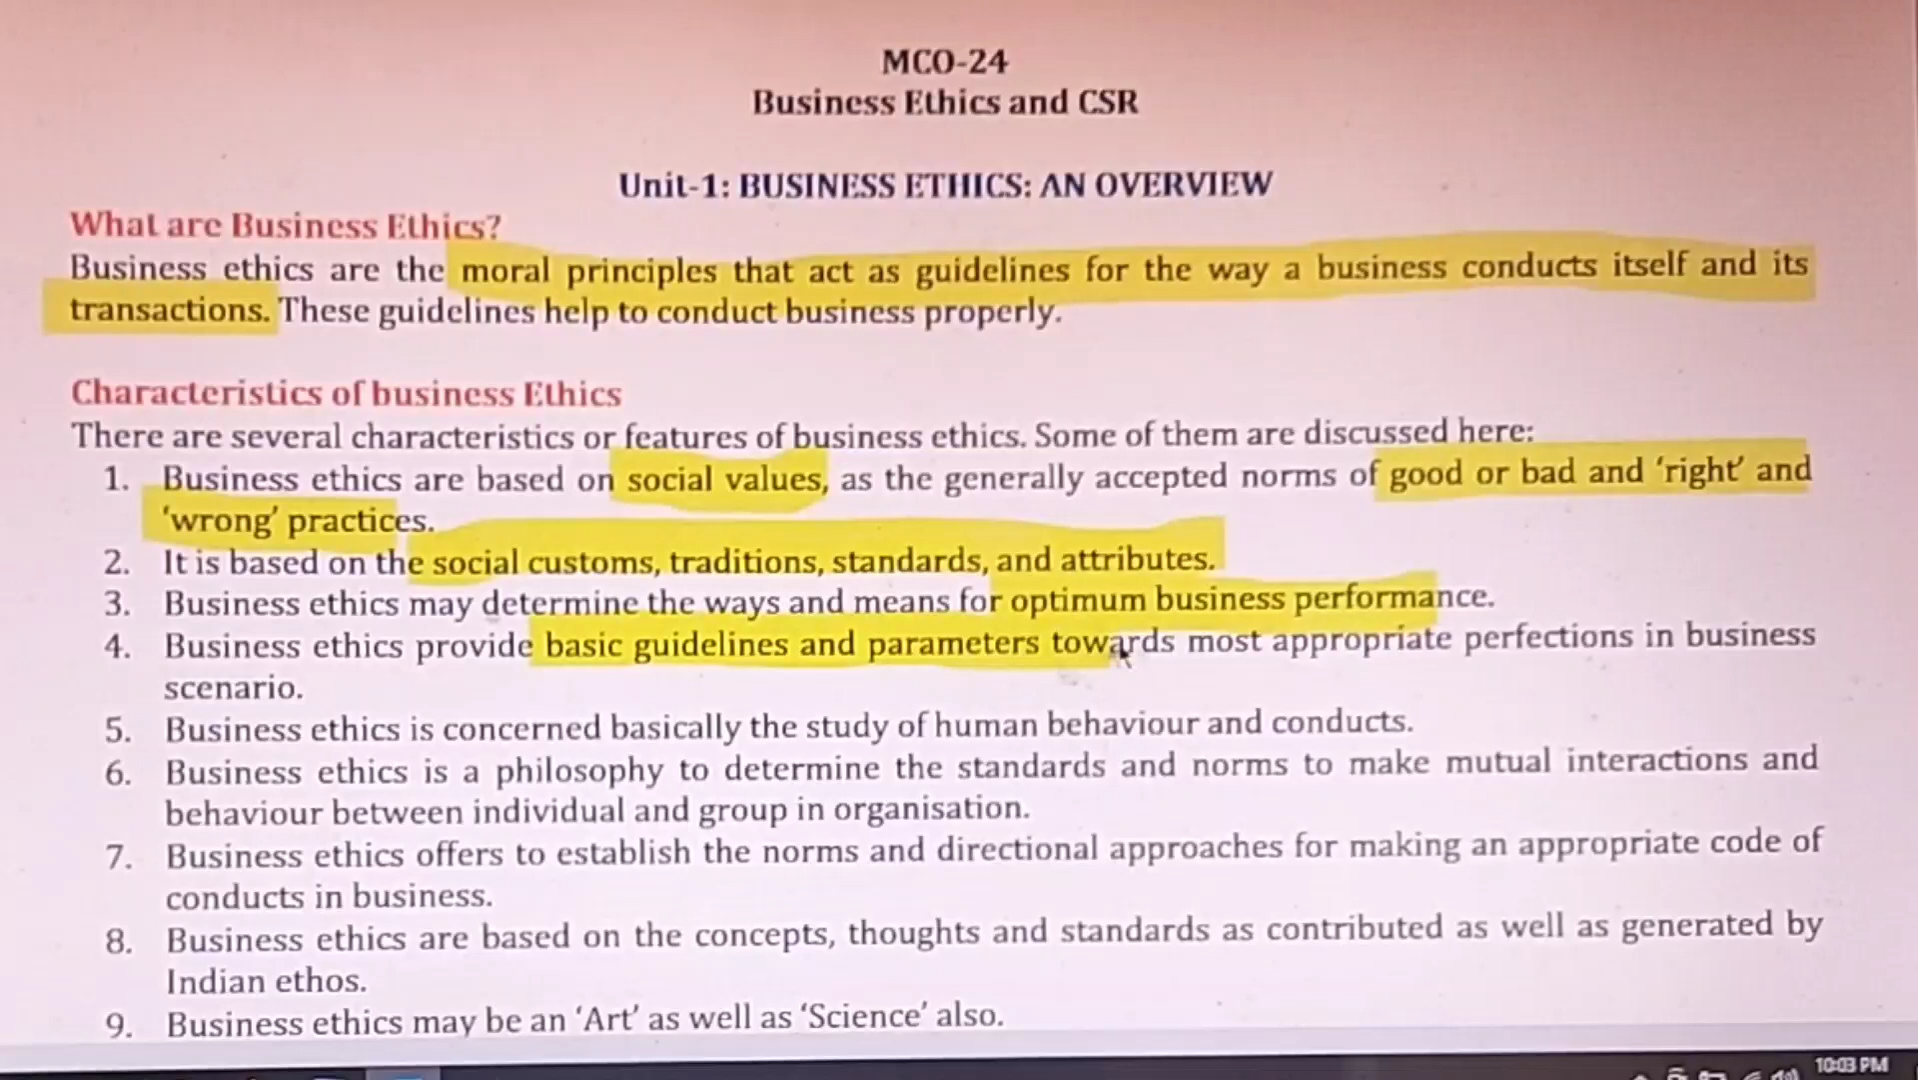 MCO-24
Business Ethics and CSR
Unit-1: BUSINESS ETHICS: AN OVERVIEW
What are Business Ethics?
Business ethics are the moral principles that act as guidelines for the way a business conducts itself and its
transactions. These guidelines help to conduct business properly.
Characteristics of business Ethics
There are several characteristics or features of business ethics. Some of them are discussed here:
1. Business ethics are based on social values, as the generally accepted norms of good or bad and ‘right’ and
‘wrong’ practices.
2. It is based on the social customs, traditions, standards, and attributes.
3. Business ethics may determine the ways and means for optimum business performance.
4. Business ethics provide basic guidelines and parameters towards most appropriate perfections in business
scenario.
5. Business ethics is concerned basically the study of human behaviour and conducts.
6. Business ethics is a philosophy to determine the standards and norms to make mutual interactions and
behaviour between individual and group in organisation.
7. Business ethics offers to establish the norms and directional approaches for making an appropriate code of
conducts in business.
8. Business ethics are based on the concepts, thoughts and standards as contributed as well as generated by
Indian ethos.
9. Business ethics may be an ‘Art’ as well as ‘Science’ also.
10:03 PM